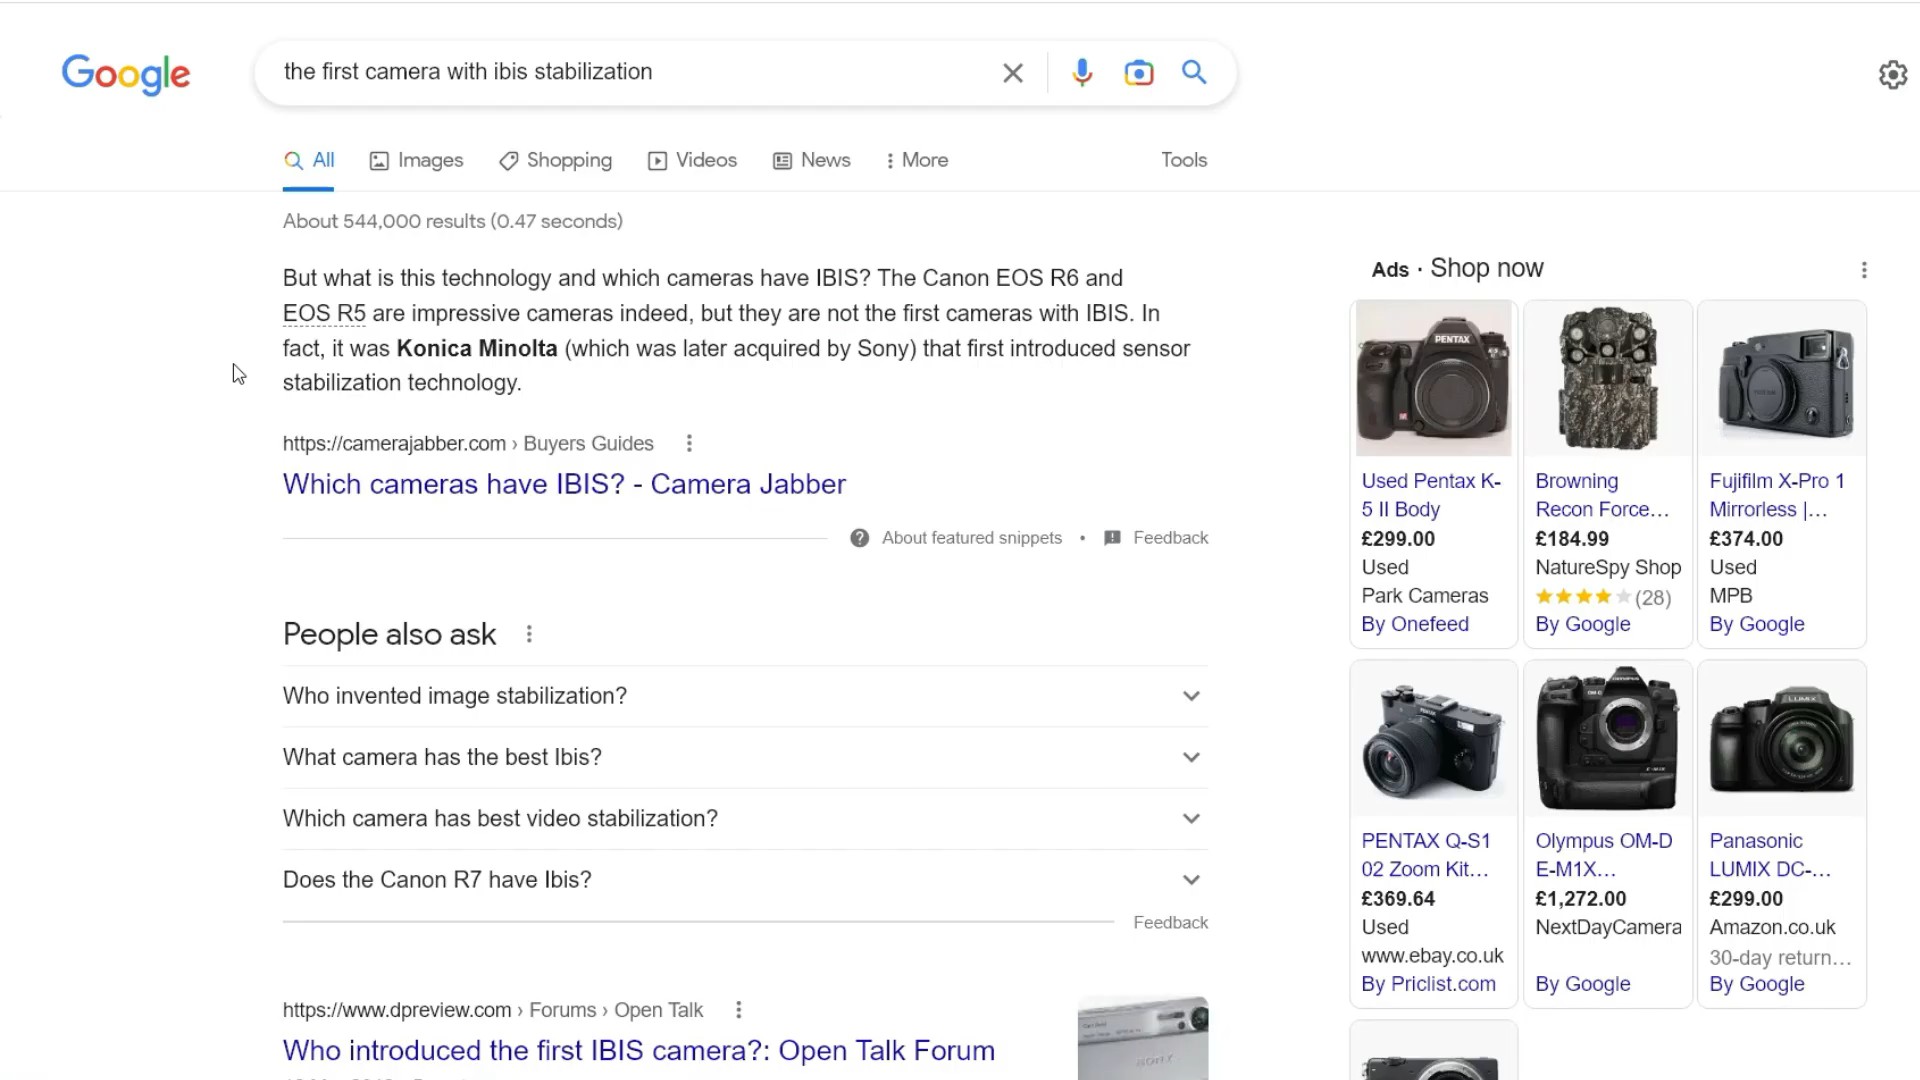 Google
the first camera with ibis stabilization
All
Images
Shopping
Videos
News
More
Tools
About 544,000 results (0.47 seconds)
But what is this technology and which cameras have IBIS? The Canon EOS R6 and
EOS R5 are impressive cameras indeed, but they are not the first cameras with IBIS. In
fact, it was Konica Minolta (which was later acquired by Sony) that first introduced sensor
stabilization technology.
https://camerajabber.com › Buyers Guides
Which cameras have IBIS? - Camera Jabber
About featured snippets • Feedback
People also ask
Who invented image stabilization?
What camera has the best Ibis?
Which camera has best video stabilization?
Does the Canon R7 have Ibis?
Feedback
https://www.dpreview.com › Forums › Open Talk
Who introduced the first IBIS camera?: Open Talk Forum
SONY
Ads · Shop now
PENTAX
Used Pentax K-
5 II Body
£299.00
Used
Park Cameras
By Onefeed
Browning
Recon Force...
£184.99
NatureSpy Shop
(28)
By Google
Fujifilm X-Pro 1
Mirrorless |...
£374.00
Used
MPB
By Google
PENTAX Q-S1
02 Zoom Kit...
£369.64
Used
www.ebay.co.uk
By Priclist.com
OLYMPUS
Olympus OM-D
E-M1X...
£1,272.00
NextDayCamera
By Google
LUMIX
Panasonic
LUMIX DC-...
£299.00
Amazon.co.uk
30-day return...
By Google